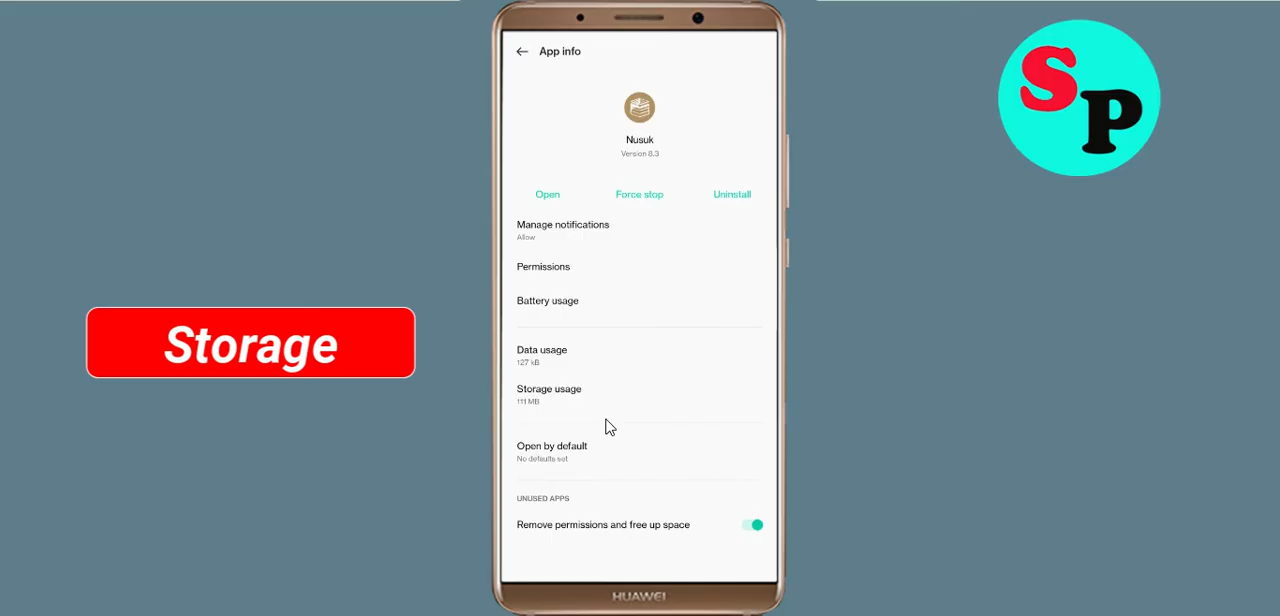 App info
Nusuk
Version 8.3
Open
Force stop
Uninstall
Manage notifications
Allow
Permissions
Battery usage
Data usage
127 kB
Storage usage
111 MB
Open by default
No defaults set
UNUSED APPS
Remove permissions and free up space
HUAWEI
Storage
SP